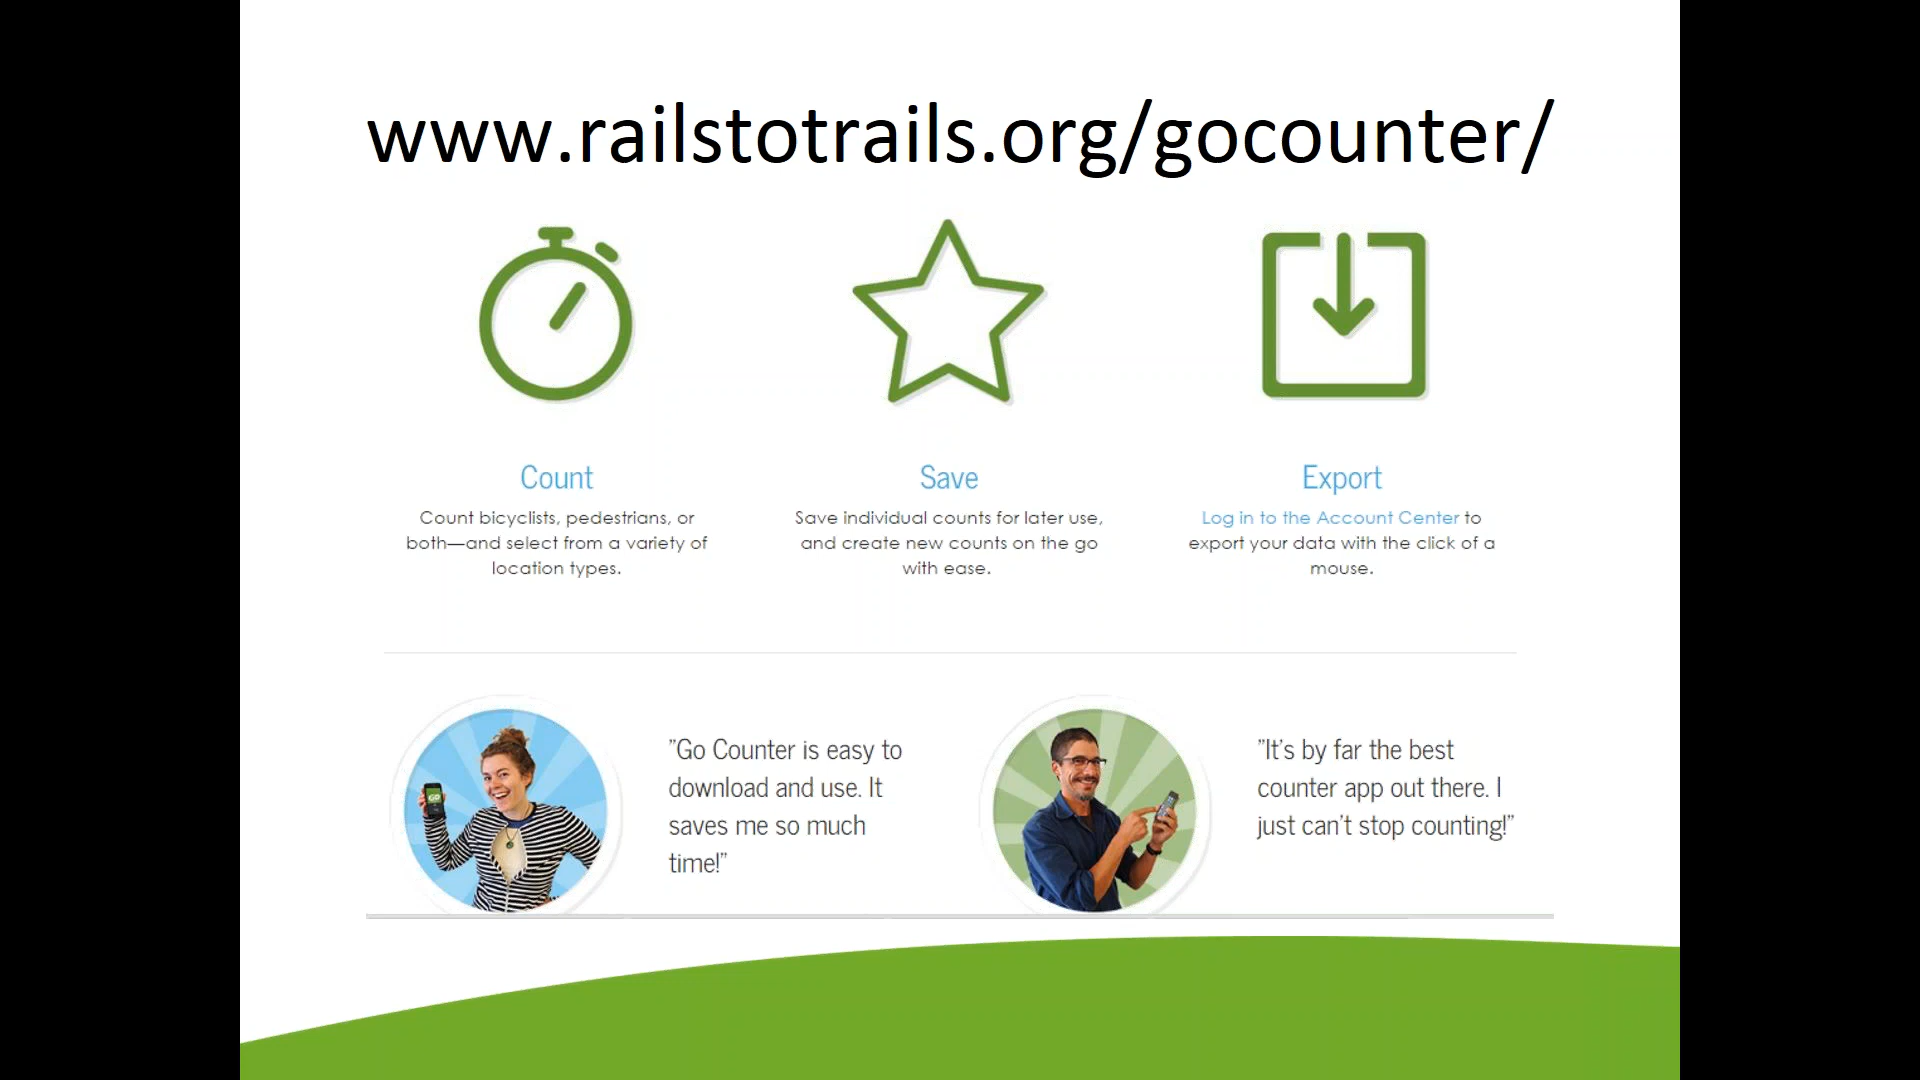 www.railstotrails.org/gocounter/
Count
Count bicyclists, pedestrians, or
both—and select from a variety of
location types.
Save
Save individual counts for later use,
and create new counts on the go
with ease.
Export
Log in to the Account Center to
export your data with the click of a
mouse.
GO
"Go Counter is easy to
download and use. It
saves me so much
time!"
"It's by far the best
counter app out there. I
just can't stop counting!"